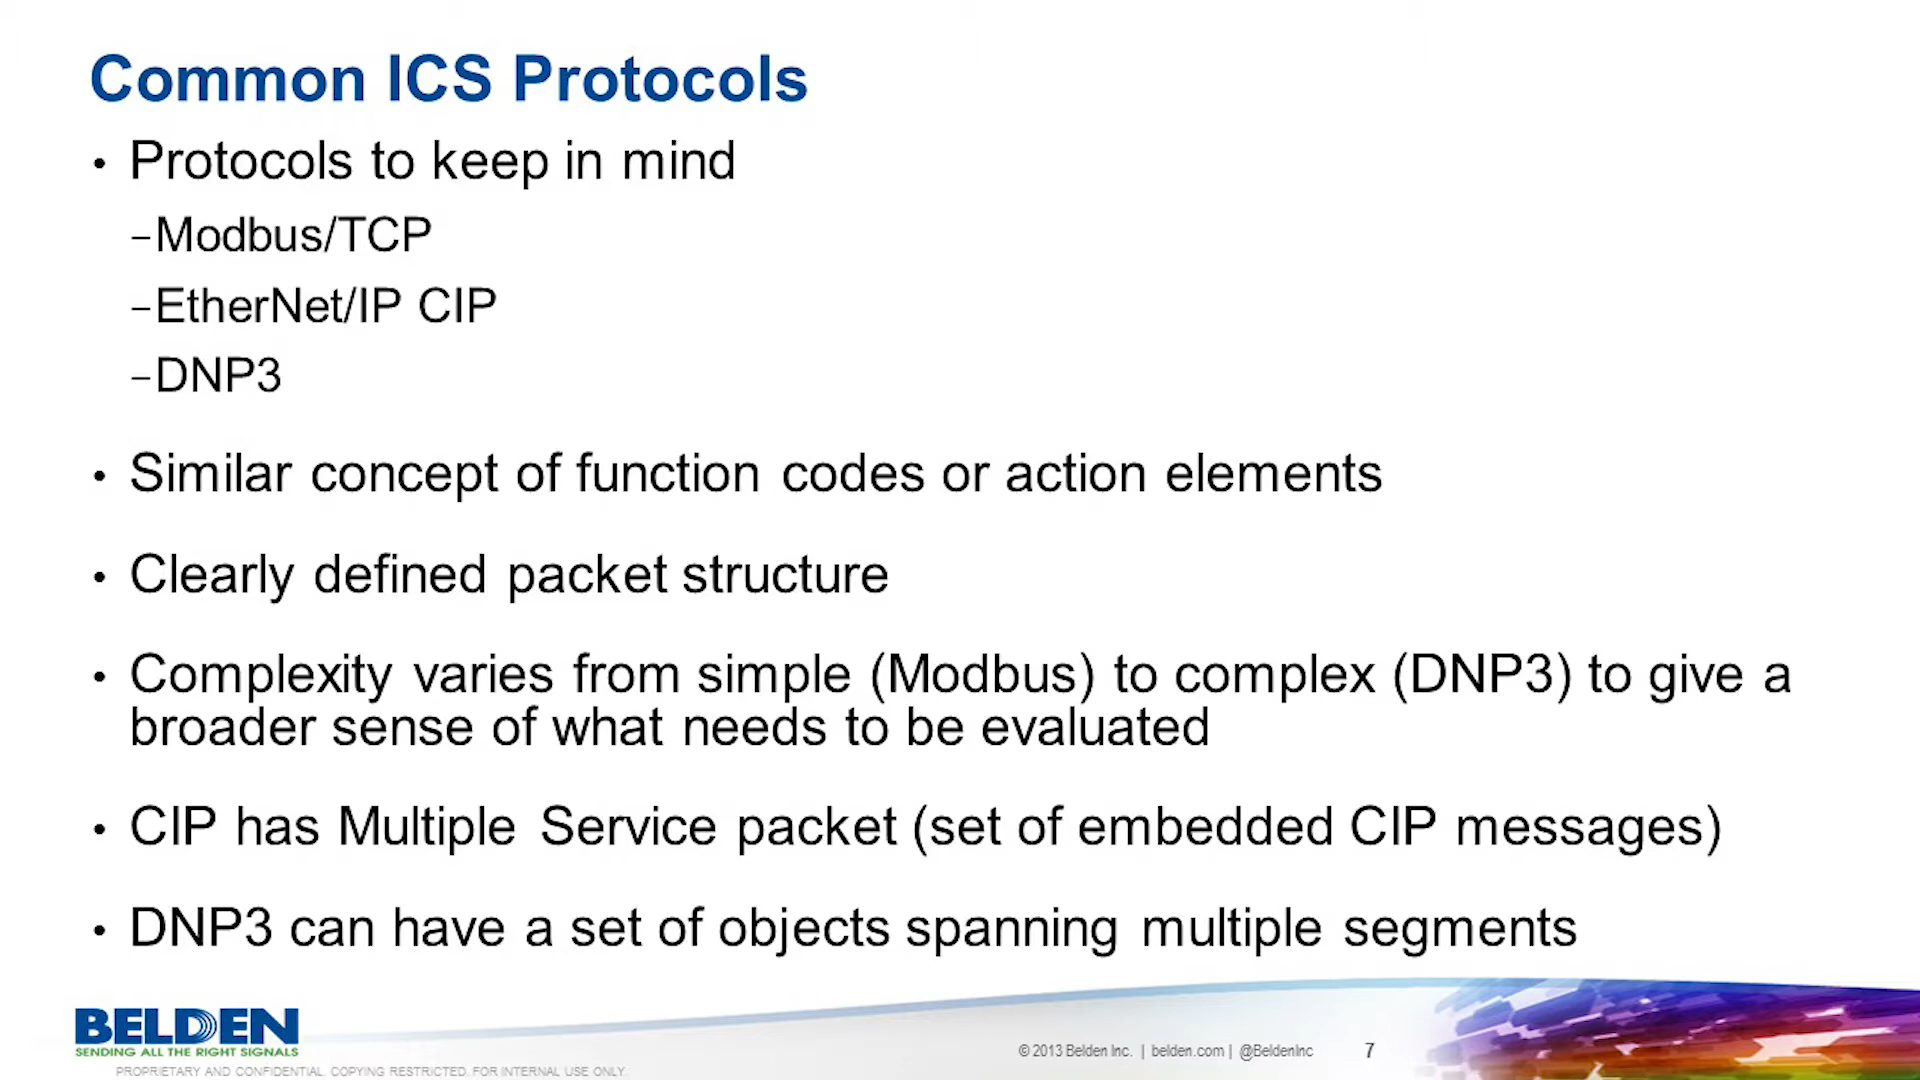 Common ICS Protocols
• Protocols to keep in mind
–Modbus/TCP
–EtherNet/IP CIP
–DNP3
• Similar concept of function codes or action elements
• Clearly defined packet structure
• Complexity varies from simple (Modbus) to complex (DNP3) to give a
broader sense of what needs to be evaluated
• CIP has Multiple Service packet (set of embedded CIP messages)
• DNP3 can have a set of objects spanning multiple segments
BELDEN
SENDING ALL THE RIGHT SIGNALS
© 2013 Belden Inc. | belden.com | @BeldenInc 7
PROPRIETARY AND CONFIDENTIAL. COPYING RESTRICTED. FOR INTERNAL USE ONLY.